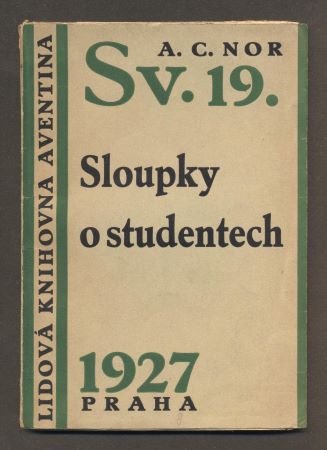 A. C. NOR
Sv. 19.
Sloupky
o studentech
1927
PRAHA
LIDOVÁ KNIHOVNA AVENTINA